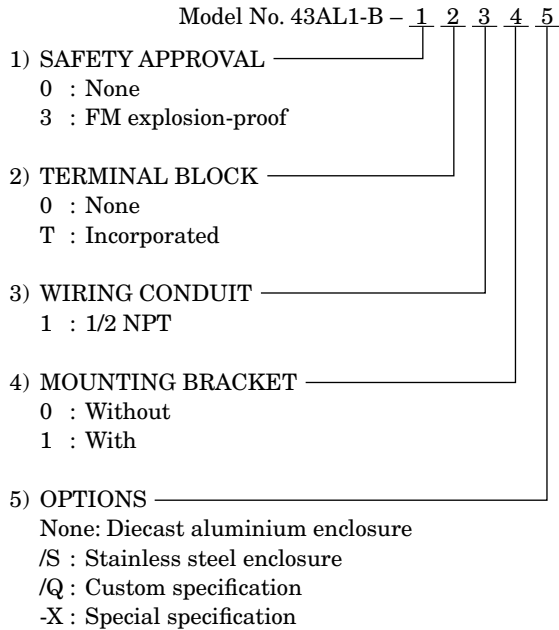 Model No. 43AL1-B – 1 2 3 4 5
1) SAFETY APPROVAL
0 : None
3 : FM explosion-proof
2) TERMINAL BLOCK
0 : None
T : Incorporated
3) WIRING CONDUIT
1 : 1/2 NPT
4) MOUNTING BRACKET
0 : Without
1 : With
5) OPTIONS
None: Diecast aluminium enclosure
/S : Stainless steel enclosure
/Q : Custom specification
-X : Special specification